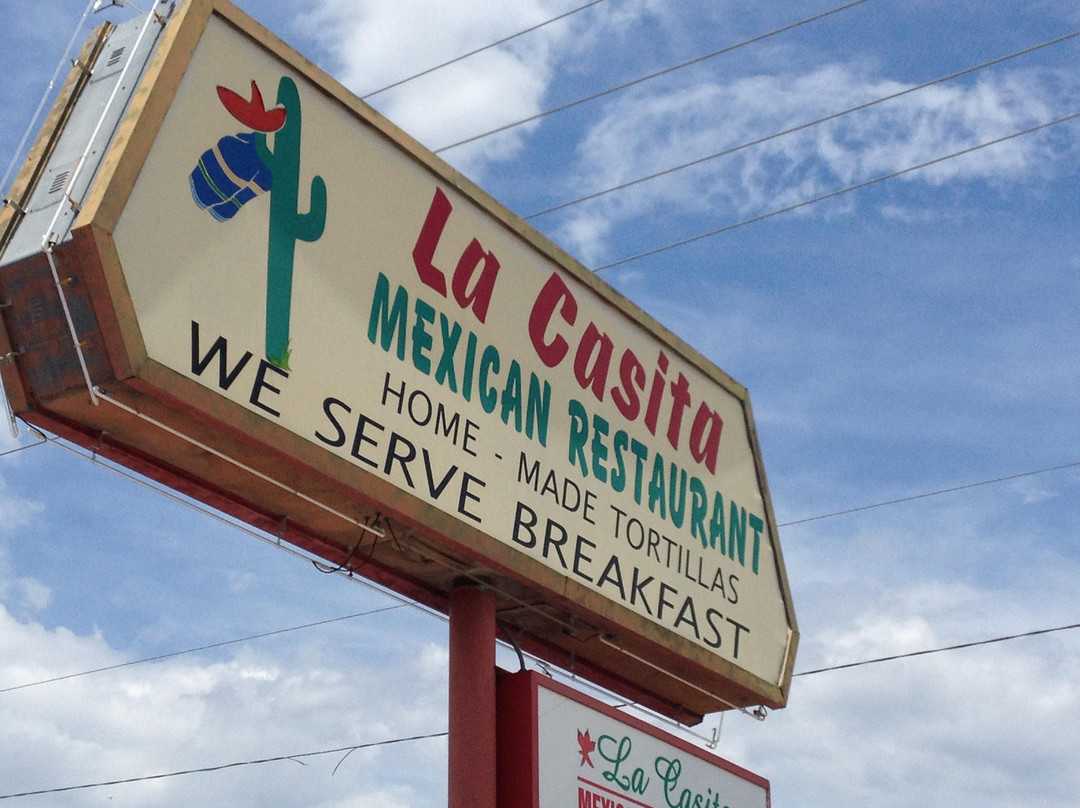 La Casita
MEXICAN RESTAURANT
HOME - MADE TORTILLAS
WE SERVE BREAKFAST
La Casita